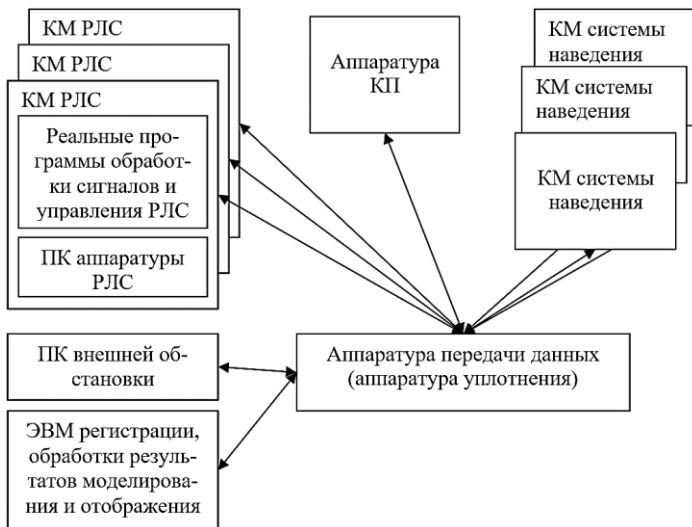 КМ РЛС
КМ РЛС
КМ РЛС
Реальные про-
граммы обработ-
ки сигналов и
управления РЛС
ПК аппаратуры
РЛС
Аппаратура
КП
КМ системы
наведения
КМ системы
наведения
КМ системы
наведения
ПК внешней об-
становки
Аппаратура передачи данных
(аппаратура уплотнения)
ЭВМ регистрации,
обработки резуль-
татов моделирова-
ния и отображения